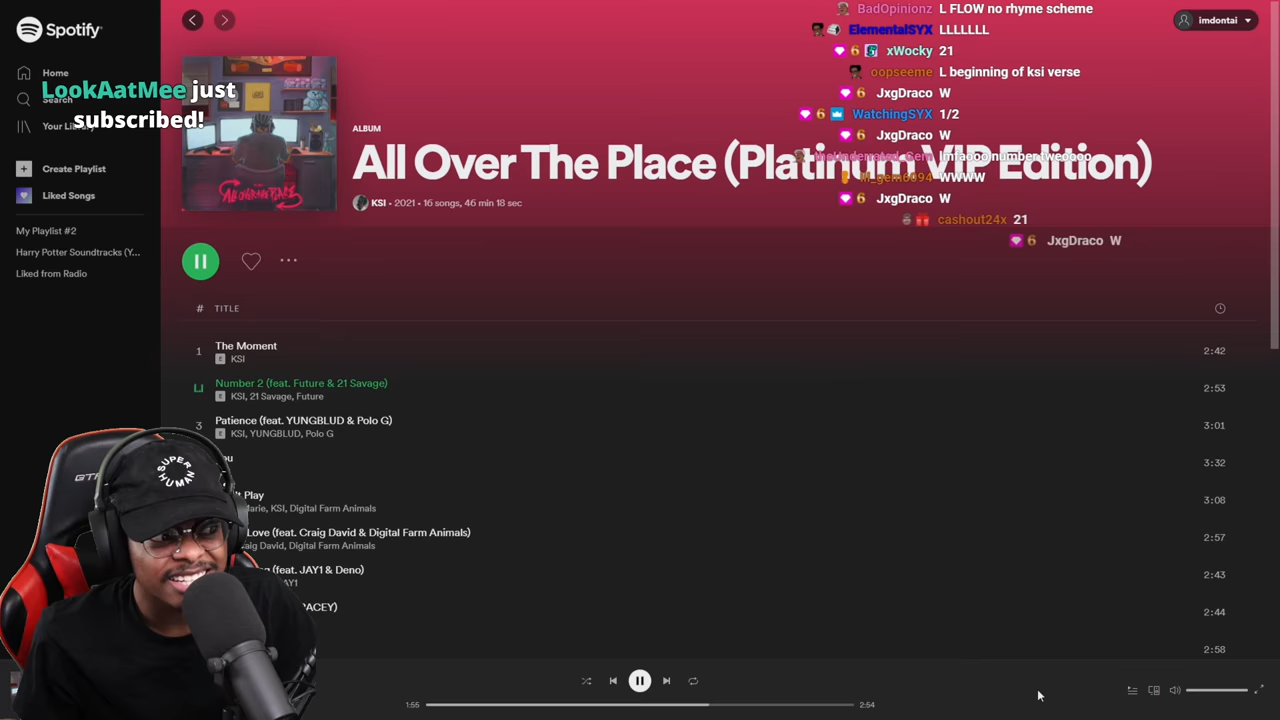 Spotify
Home
Search
Your Library
LookAatMee just
subscribed!
Create Playlist
Liked Songs
My Playlist #2
Harry Potter Soundtracks (Y...
Liked from Radio
imdontai
ALBUM
All Over The Place (Platinum VIP Edition)
KSI • 2021 • 16 songs, 46 min 18 sec
BadOpinionz L FLOW no rhyme scheme
ElementalSYX LLLLLLL
6 xWocky 21
oopseeme L beginning of ksi verse
6 JxgDraco W
6 WatchingSYX 1/2
6 JxgDraco W
lmfaooo number tweoooo
WWWW
6 JxgDraco W
cashout24x 21
6 JxgDraco W
# TITLE
1 The Moment 2:42
E KSI
Number 2 (feat. Future & 21 Savage) 2:53
E KSI, 21 Savage, Future
3 Patience (feat. YUNGBLUD & Polo G) 3:01
E KSI, YUNGBLUD, Polo G
3:32
Play 3:08
KSI, Digital Farm Animals
Love (feat. Craig David & Digital Farm Animals) 2:57
David, Digital Farm Animals
(feat. JAY1 & Deno) 2:43
2:44
2:58
1:55
2:54
SUPER
HUMAN